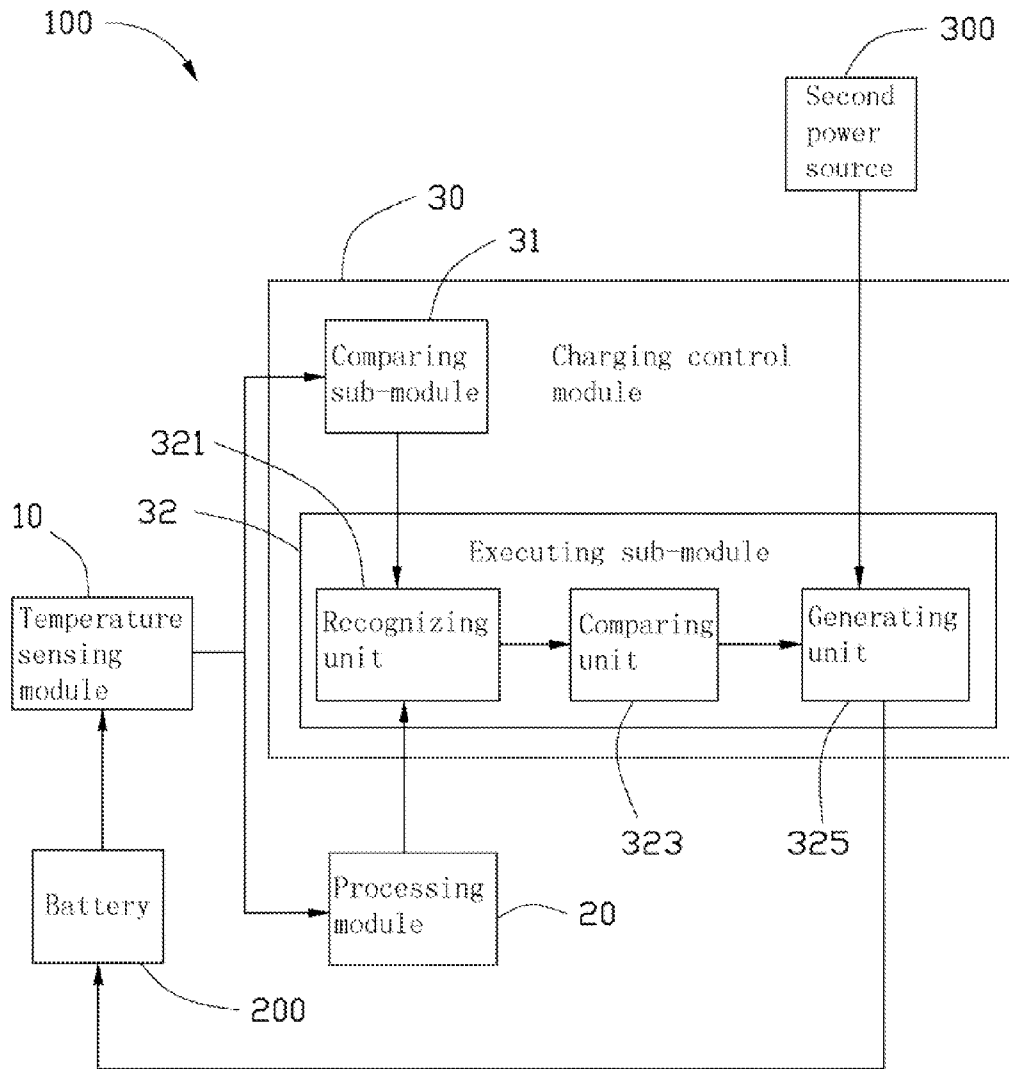 100
300
Second
power
source
30
31
Comparing
sub-module
Charging control
module
321
32
Executing sub-module
10
Temperature
sensing
module
Recognizing
unit
Comparing
unit
Generating
unit
323
325
Battery
Processing
module
20
200